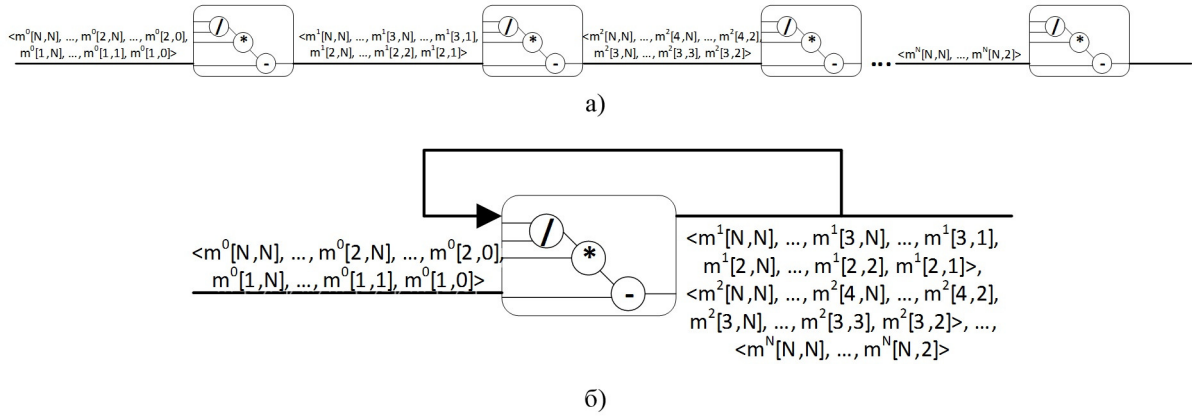 <m⁰[N,N], ..., m⁰[2,N], ..., m⁰[2,0], / <m¹[N,N], ..., m¹[3,N], ..., m¹[3,1], / <m²[N,N], ..., m²[4,N], ..., m²[4,2], / /
m⁰[1,N], ..., m⁰[1,1], m⁰[1,0]> * m¹[2,N], ..., m¹[2,2], m¹[2,1]> * m²[3,N], ..., m²[3,3], m²[3,2]> * ... <mᴺ[N,N], ..., mᴺ[N,2]> *
- - - -
а)
/
<m⁰[N,N], ..., m⁰[2,N], ..., m⁰[2,0],
m⁰[1,N], ..., m⁰[1,1], m⁰[1,0]>
*
-
<m¹[N,N], ..., m¹[3,N], ..., m¹[3,1],
m¹[2,N], ..., m¹[2,2], m¹[2,1]>,
<m²[N,N], ..., m²[4,N], ..., m²[4,2],
m²[3,N], ..., m²[3,3], m²[3,2]>, ...,
<mᴺ[N,N], ..., mᴺ[N,2]>
б)